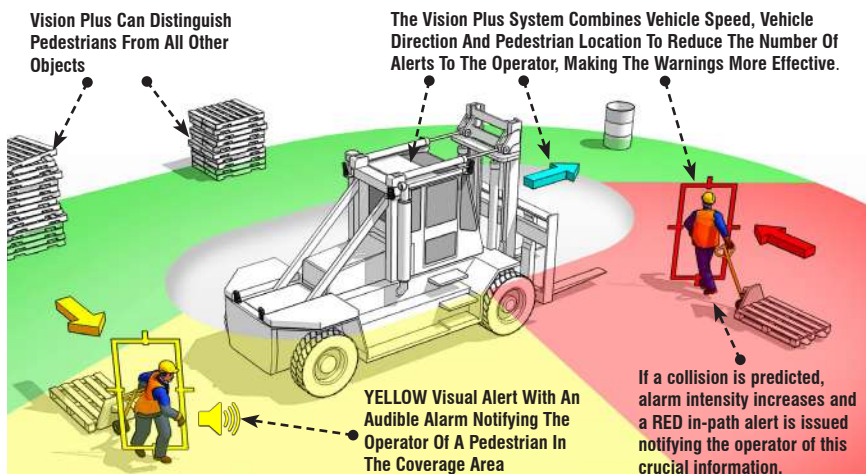 Vision Plus Can Distinguish
Pedestrians From All Other
Objects
The Vision Plus System Combines Vehicle Speed, Vehicle
Direction And Pedestrian Location To Reduce The Number Of
Alerts To The Operator, Making The Warnings More Effective.
YELLOW Visual Alert With An
Audible Alarm Notifying The
Operator Of A Pedestrian In
The Coverage Area
If a collision is predicted,
alarm intensity increases and
a RED in-path alert is issued
notifying the operator of this
crucial information.